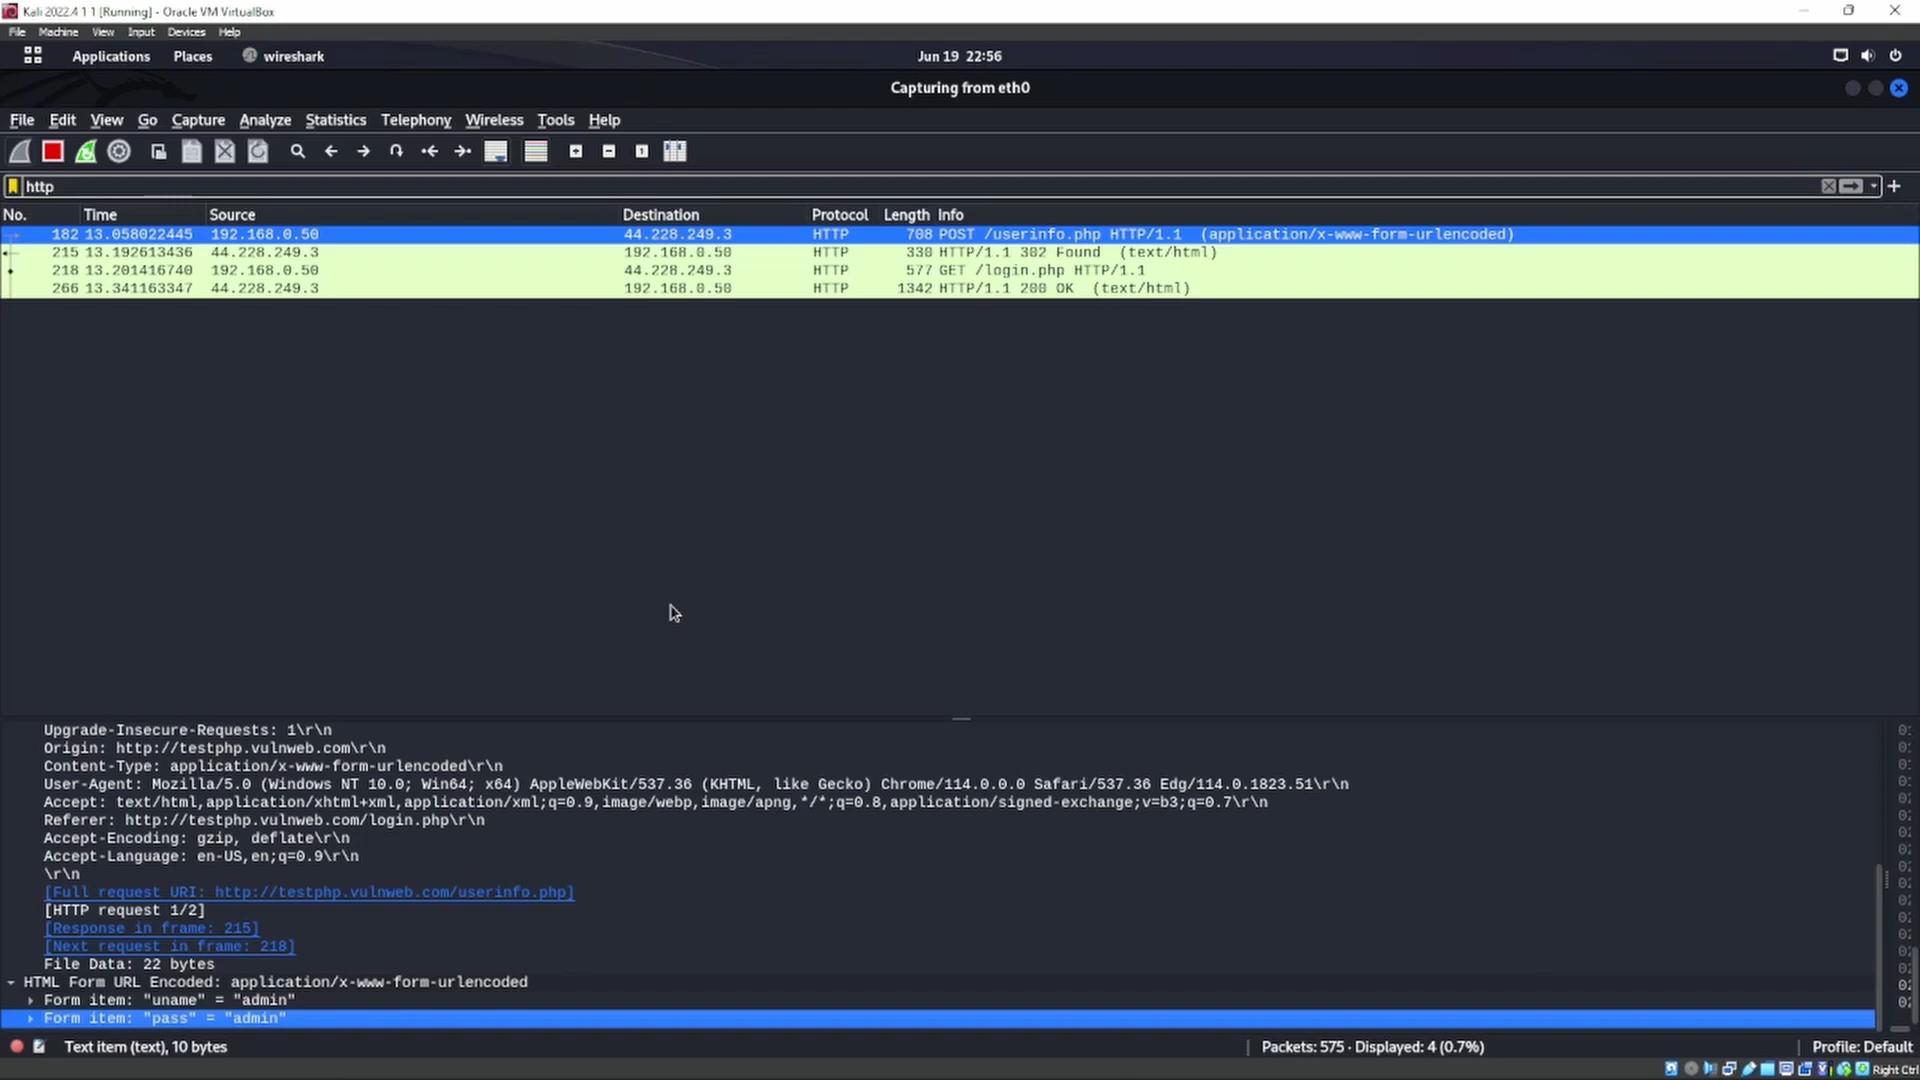 Kali 2022.4 1 1 [Running] - Oracle VM VirtualBox
File Machine View Input Devices Help
Applications Places wireshark Jun 19 22:56
Capturing from eth0
File Edit View Go Capture Analyze Statistics Telephony Wireless Tools Help
http
No. Time Source Destination Protocol Length Info
182 13.058022445 192.168.0.50 44.228.249.3 HTTP 708 POST /userinfo.php HTTP/1.1 (application/x-www-form-urlencoded)
215 13.192613436 44.228.249.3 192.168.0.50 HTTP 330 HTTP/1.1 302 Found (text/html)
218 13.201416740 192.168.0.50 44.228.249.3 HTTP 577 GET /login.php HTTP/1.1
266 13.341163347 44.228.249.3 192.168.0.50 HTTP 1342 HTTP/1.1 200 OK (text/html)
Upgrade-Insecure-Requests: 1\r\n
Origin: http://testphp.vulnweb.com\r\n
Content-Type: application/x-www-form-urlencoded\r\n
User-Agent: Mozilla/5.0 (Windows NT 10.0; Win64; x64) AppleWebKit/537.36 (KHTML, like Gecko) Chrome/114.0.0.0 Safari/537.36 Edg/114.0.1823.51\r\n
Accept: text/html,application/xhtml+xml,application/xml;q=0.9,image/webp,image/apng,*/*;q=0.8,application/signed-exchange;v=b3;q=0.7\r\n
Referer: http://testphp.vulnweb.com/login.php\r\n
Accept-Encoding: gzip, deflate\r\n
Accept-Language: en-US,en;q=0.9\r\n
\r\n
[Full request URI: http://testphp.vulnweb.com/userinfo.php]
[HTTP request 1/2]
[Response in frame: 215]
[Next request in frame: 218]
File Data: 22 bytes
HTML Form URL Encoded: application/x-www-form-urlencoded
Form item: "uname" = "admin"
Form item: "pass" = "admin"
Text item (text), 10 bytes Packets: 575 · Displayed: 4 (0.7%) Profile: Default
Right Ctrl